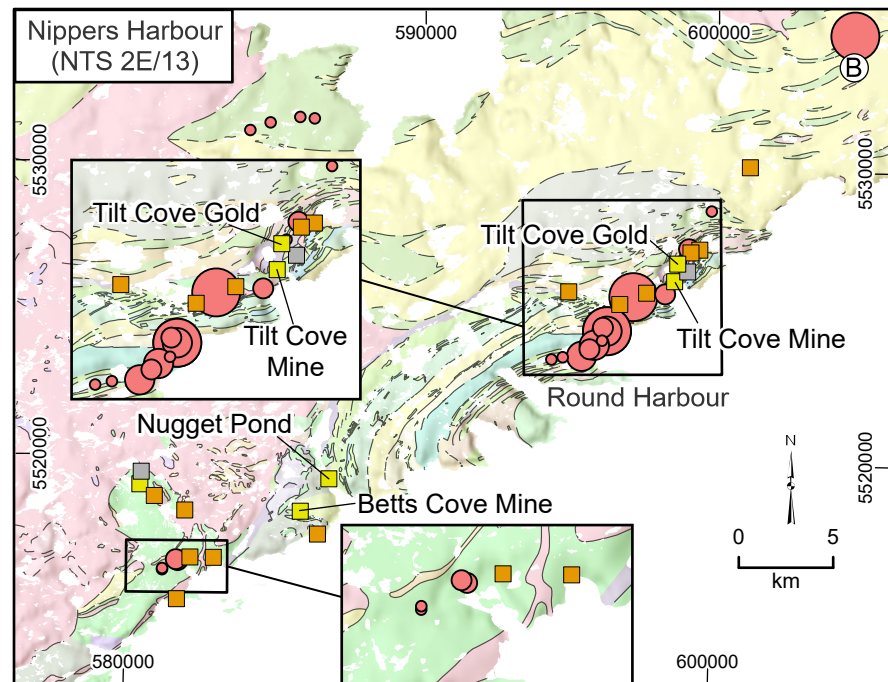 Nippers Harbour
(NTS 2E/13)
590000
600000
B
5530000
5530000
Tilt Cove Gold
Tilt Cove
Mine
Tilt Cove Gold
Tilt Cove Mine
Round Harbour
Nugget Pond
Betts Cove Mine
5520000
5520000
N
0
5
km
580000
600000